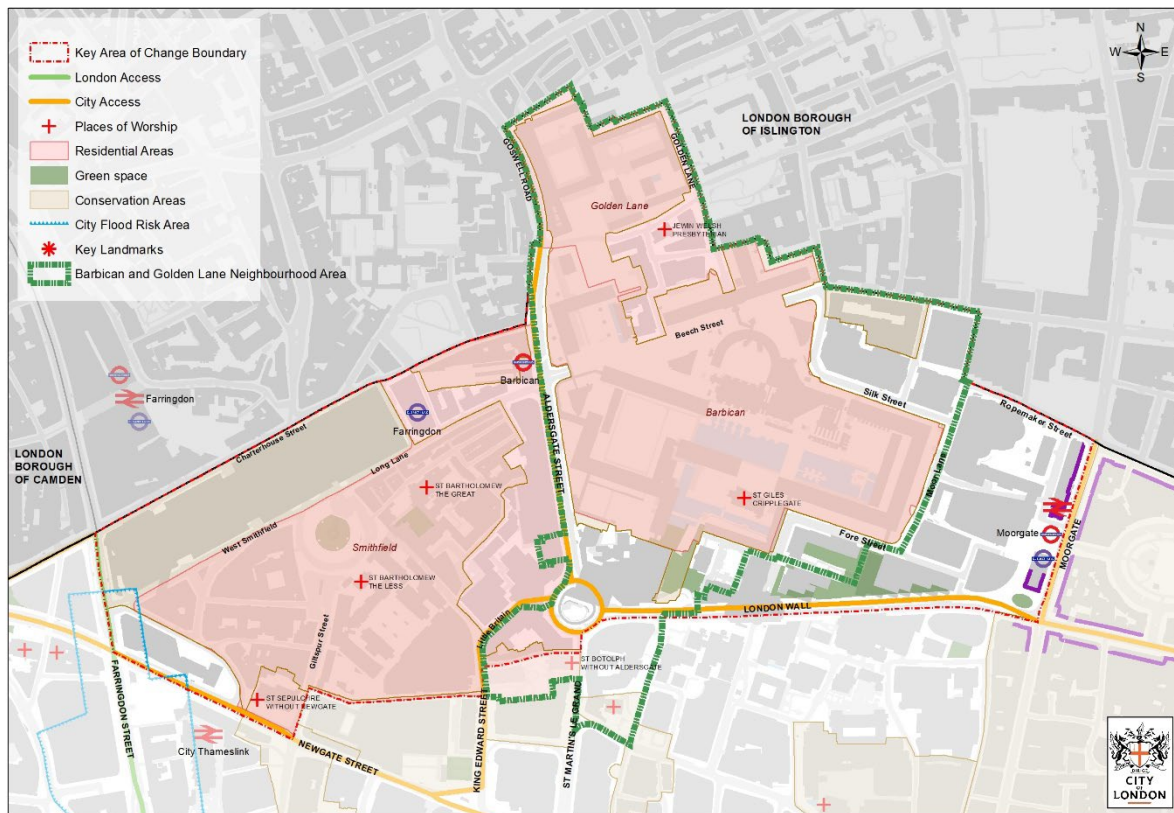 Key Area of Change Boundary
London Access
City Access
Places of Worship
Residential Areas
Green space
Conservation Areas
City Flood Risk Area
Key Landmarks
Barbican and Golden Lane Neighbourhood Area
N
W
E
S
LONDON BOROUGH
OF ISLINGTON
GOSWELL ROAD
GOLDEN LANE
Golden Lane
JEWIN WELSH
PRESBYTERIAN
Beech Street
Barbican
Farringdon
Farringdon
Charterhouse Street
Long Lane
ALDERSGATE STREET
Barbican
Silk Street
Ropemaker Street
LONDON
BOROUGH
OF CAMDEN
ST BARTHOLOMEW
THE GREAT
ST GILES
CRIPPLEGATE
Moor Lane
Moorgate
MOORGATE
West Smithfield
Smithfield
Fore Street
ST BARTHOLOMEW
THE LESS
LONDON WALL
Little Britain
Giltspur Street
ST BOTOLPH
WITHOUT ALDERSGATE
FARRINGDON STREET
ST SEPULCHRE
WITHOUT NEWGATE
City Thameslink
NEWGATE STREET
KING EDWARD STREET
ST MARTIN'S LE GRAND
CITY
OF
LONDON